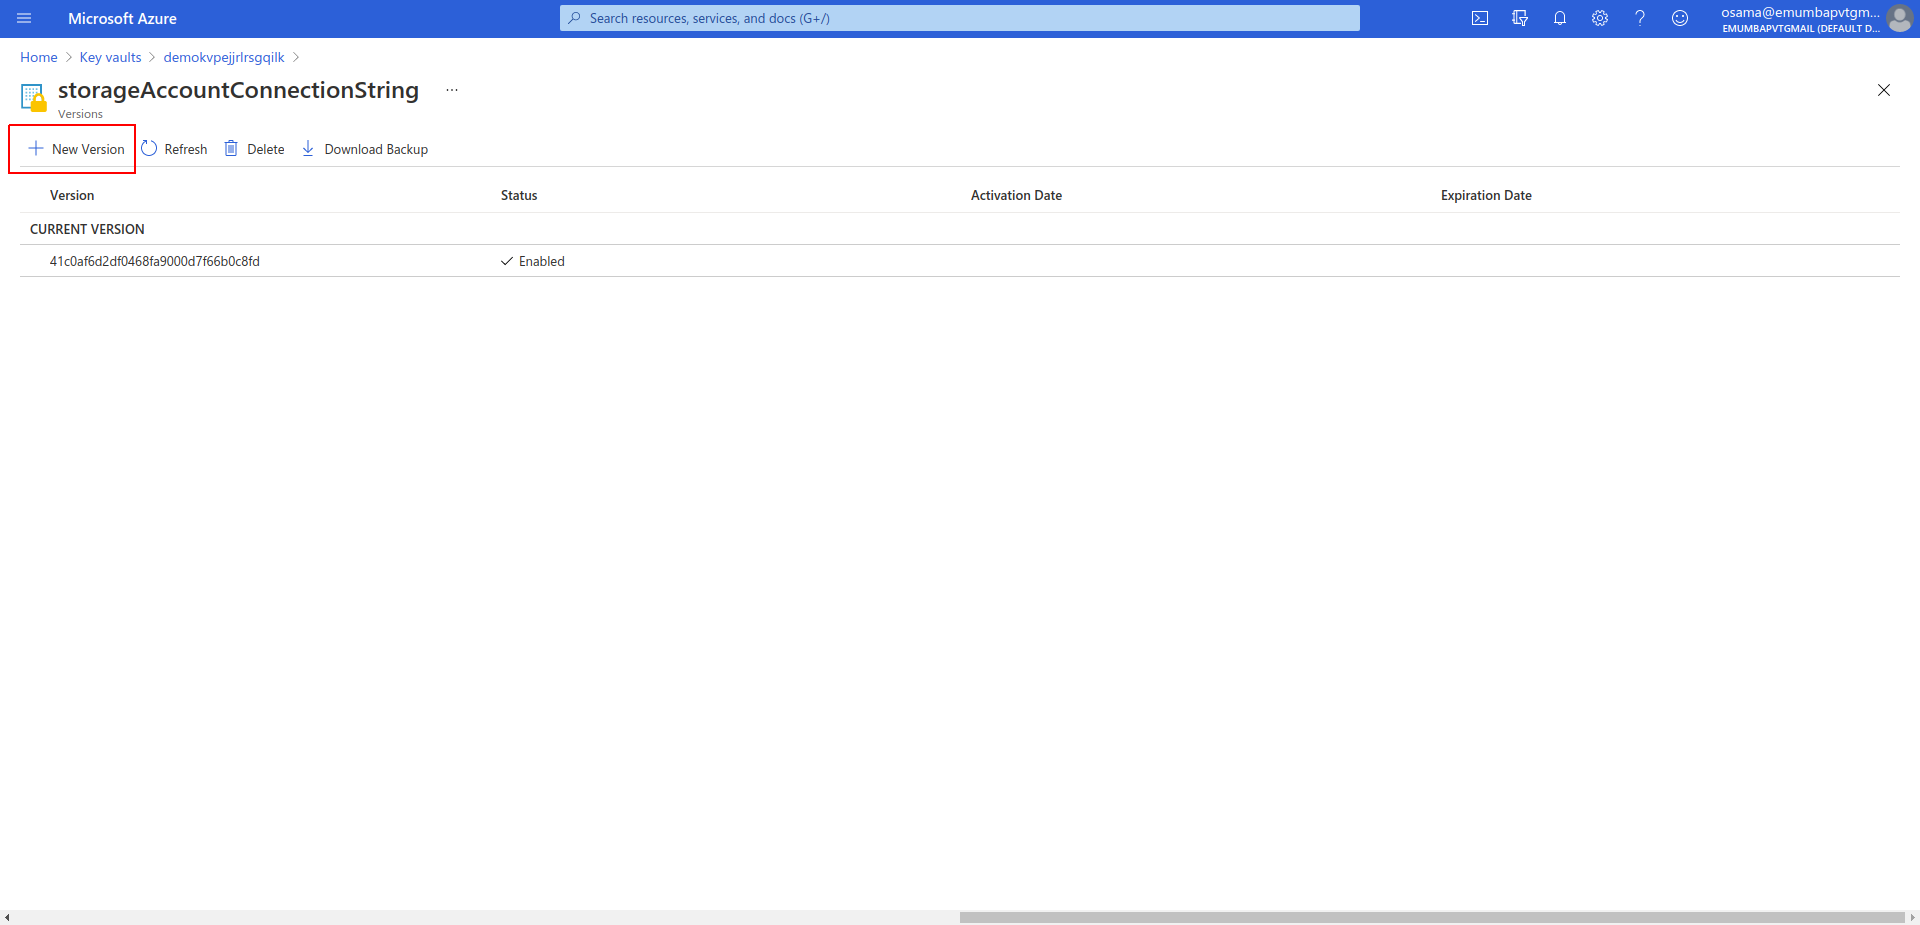 Microsoft Azure
Search resources, services, and docs (G+/)
osama@emumbapvtgm...
EMUMBAPVTGMAIL (DEFAULT D...
Home > Key vaults > demokvpejjrlrsgqilk >
storageAccountConnectionString ...
Versions
New Version Refresh Delete Download Backup
Version Status Activation Date Expiration Date
CURRENT VERSION
41c0af6d2df0468fa9000d7f66b0c8fd Enabled